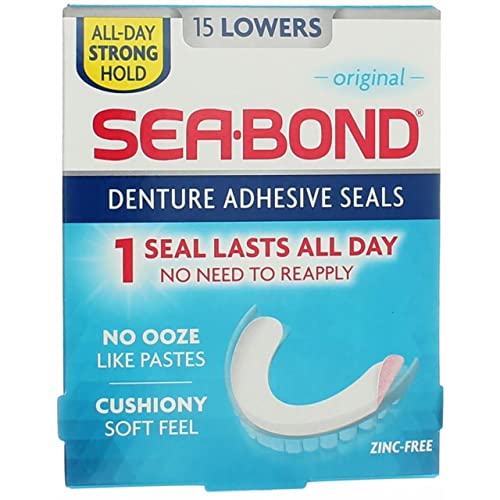 ALL-DAY
STRONG
HOLD
15 LOWERS
original
SEA·BOND®
DENTURE ADHESIVE SEALS
1 SEAL LASTS ALL DAY
NO NEED TO REAPPLY
NO OOZE
LIKE PASTES
CUSHIONY
SOFT FEEL
ZINC-FREE